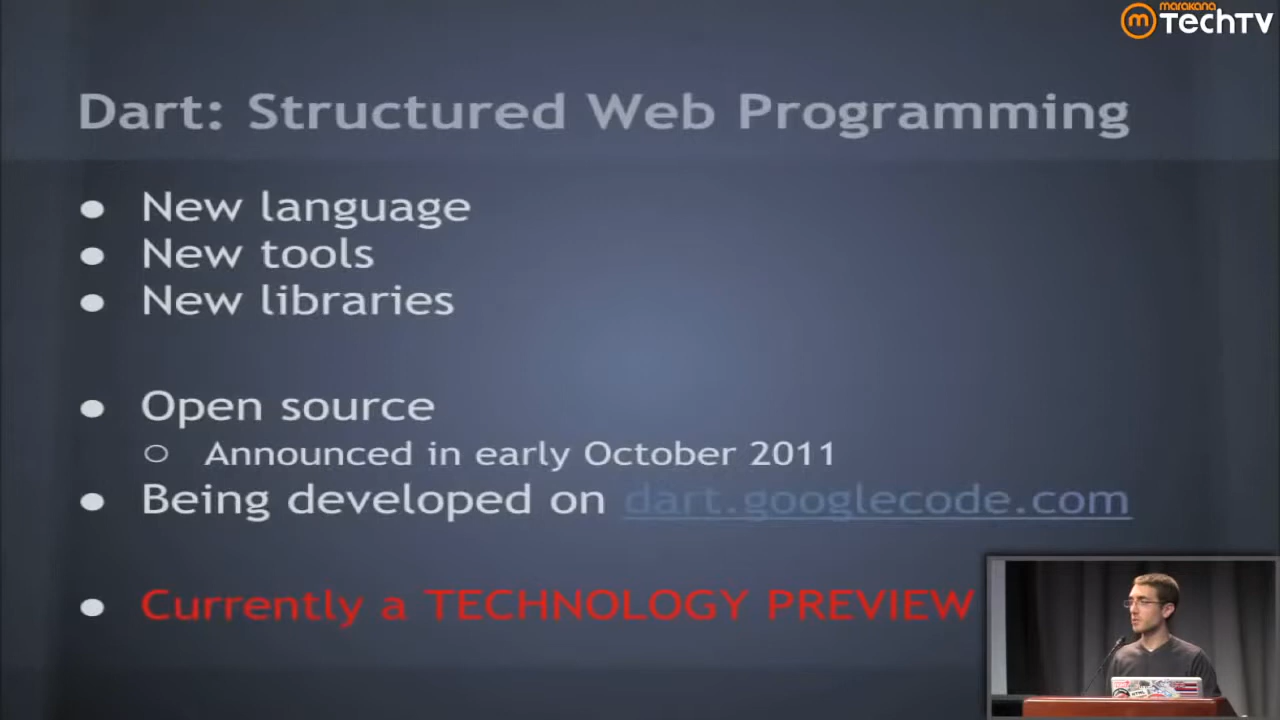 marakana
TechTV
Dart: Structured Web Programming
New language
New tools
New libraries
Open source
Announced in early October 2011
Being developed on dart.googlecode.com
Currently a TECHNOLOGY PREVIEW